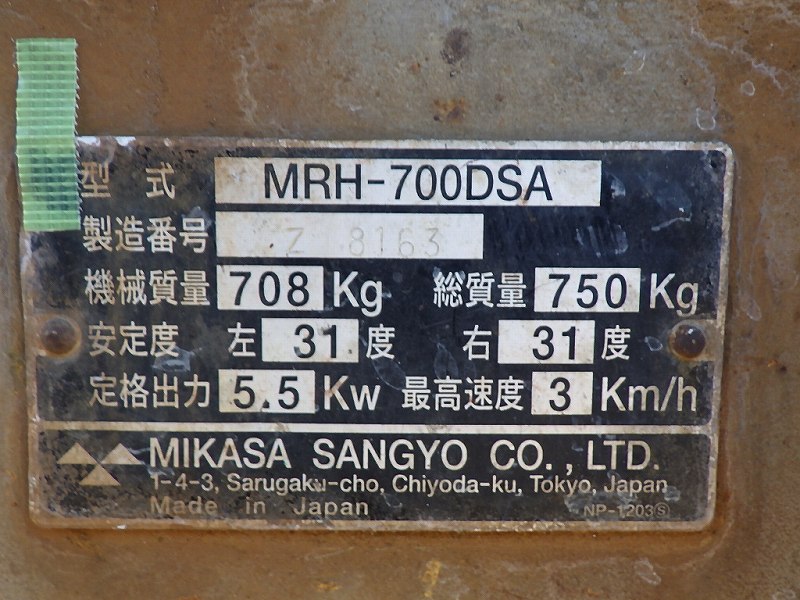 型式 MRH-700DSA
製造番号 Z 8163
機械質量 708 Kg 総質量 750 Kg
安定度 左 31 度 右 31 度
定格出力 5.5 Kw 最高速度 3 Km/h
MIKASA SANGYO CO., LTD.
1-4-3, Sarugaku-cho, Chiyoda-ku, Tokyo, Japan
Made in Japan NP-1203Ⓢ